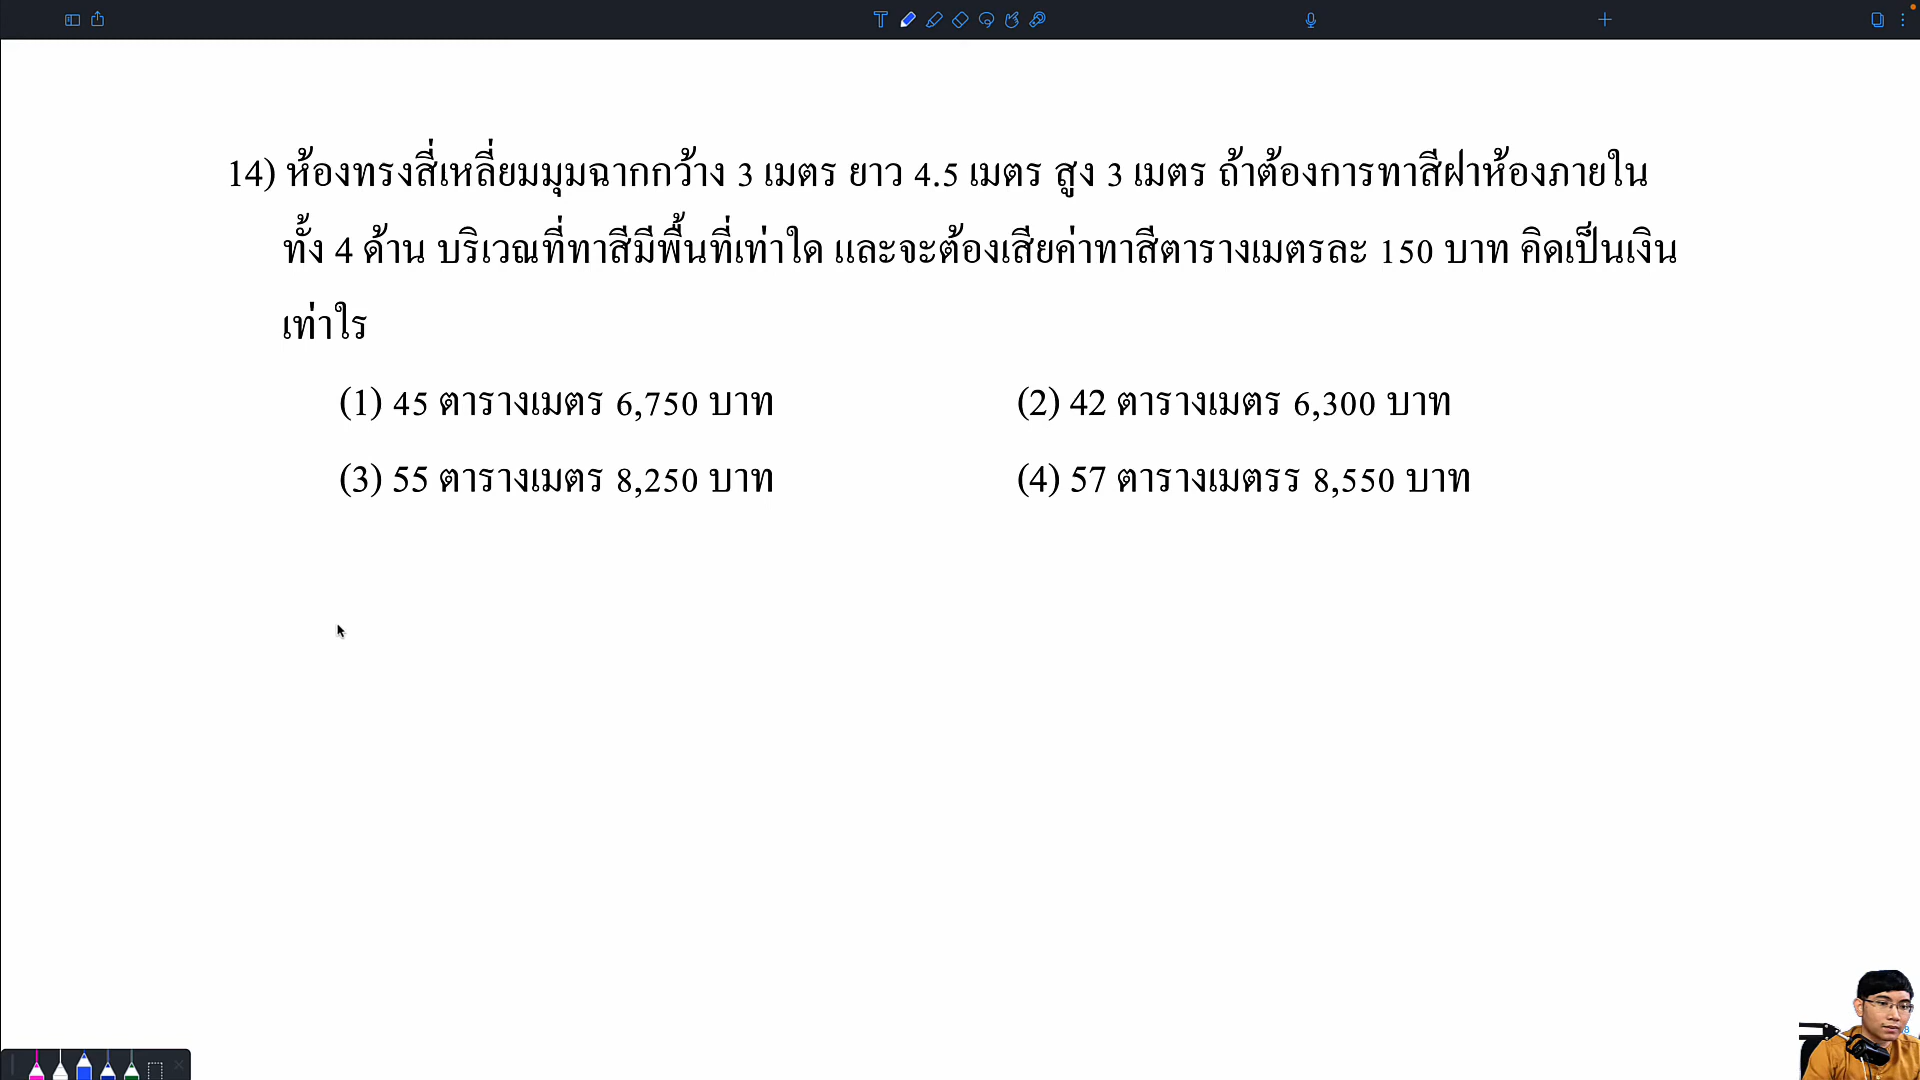 14) ห้องทรงสี่เหลี่ยมมุมฉากกว้าง 3 เมตร ยาว 4.5 เมตร สูง 3 เมตร ถ้าต้องการทาสีฝาห้องภายใน
ทั้ง 4 ด้าน บริเวณที่ทาสีมีพื้นที่เท่าใด และจะต้องเสียค่าทาสีตารางเมตรละ 150 บาท คิดเป็นเงิน
เท่าไร
(1) 45 ตารางเมตร 6,750 บาท (2) 42 ตารางเมตร 6,300 บาท
(3) 55 ตารางเมตร 8,250 บาท (4) 57 ตารางเมตรร 8,550 บาท